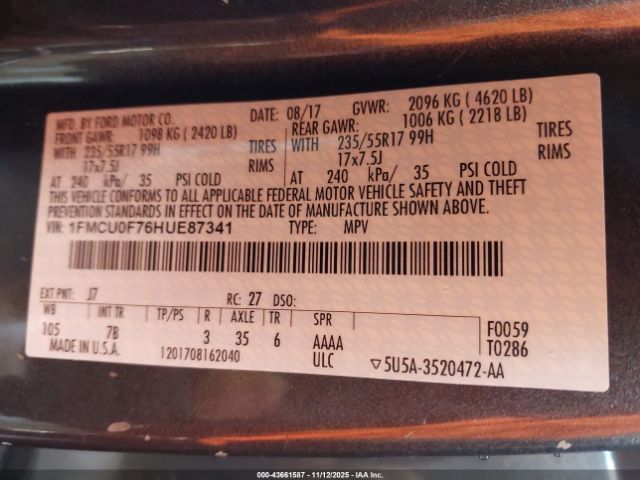 MFD. BY FORD MOTOR CO. DATE: 08/17 GVWR: 2096 KG ( 4620 LB)
FRONT GAWR: 1098 KG ( 2420 LB) REAR GAWR: 1006 KG ( 2218 LB)
WITH 235/55R17 99H TIRES WITH 235/55R17 99H TIRES
17x7.5J RIMS 17x7.5J RIMS
AT 240 kPa/ 35 PSI COLD AT 240 kPa/ 35 PSI COLD
THIS VEHICLE CONFORMS TO ALL APPLICABLE FEDERAL MOTOR VEHICLE SAFETY AND THEFT
PREVENTION STANDARDS IN EFFECT ON THE DATE OF MANUFACTURE SHOWN ABOVE.
VIN: 1FMCU0F76HUE87341 TYPE: MPV
EXT PNT: J7 RC: 27 DSO:
WB INT TR TP/PS R AXLE TR SPR
105 7B 3 35 6 AAAA F0059
MADE IN U.S.A. 1201708162040 ULC T0286
▽5U5A-3520472-AA
000-43661587 - 11/12/2025 - IAA Inc.